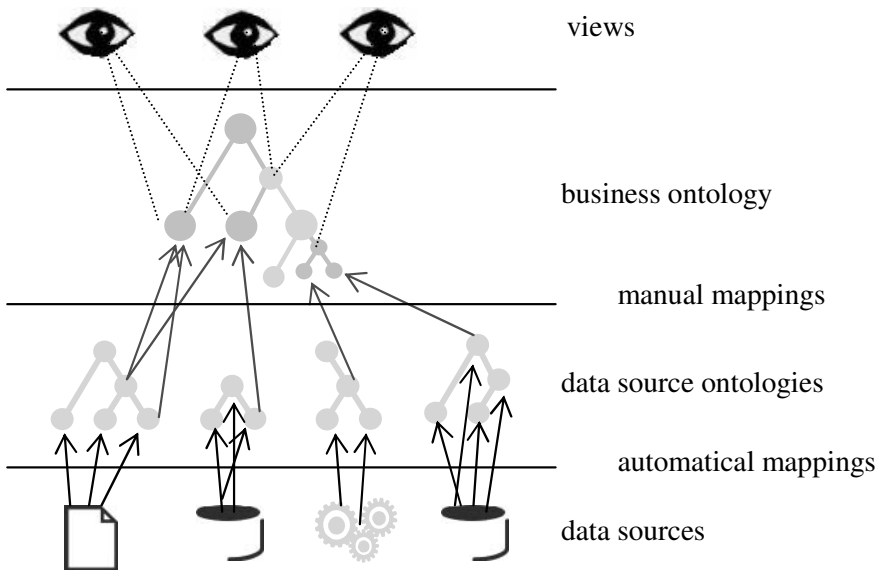 views
business ontology
manual mappings
data source ontologies
automatical mappings
data sources